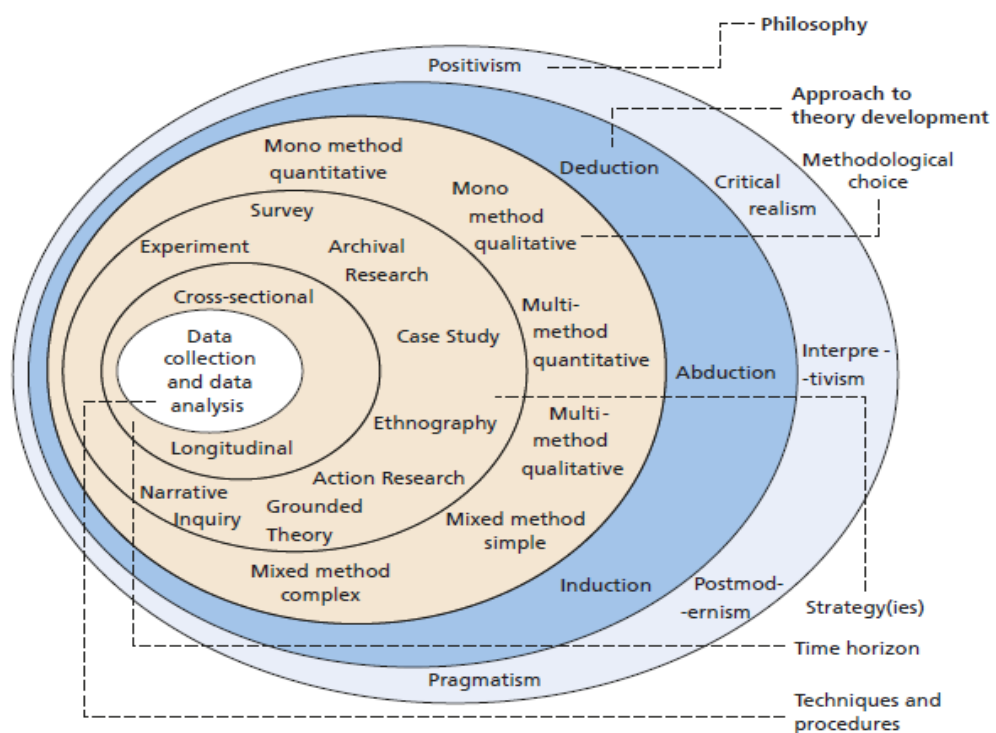 Philosophy
Positivism
Approach to
theory development
Mono method
quantitative
Deduction
Methodological
choice
Mono
method
qualitative
Critical
realism
Survey
Experiment
Archival
Research
Cross-sectional
Multi-
method
quantitative
Data
collection
and data
analysis
Case Study
Interpre -
-tivism
Abduction
Ethnography
Multi-
method
qualitative
Longitudinal
Action Research
Narrative
Inquiry
Grounded
Theory
Mixed method
simple
Mixed method
complex
Induction
Postmod-
-ernism
Strategy(ies)
Time horizon
Pragmatism
Techniques and
procedures